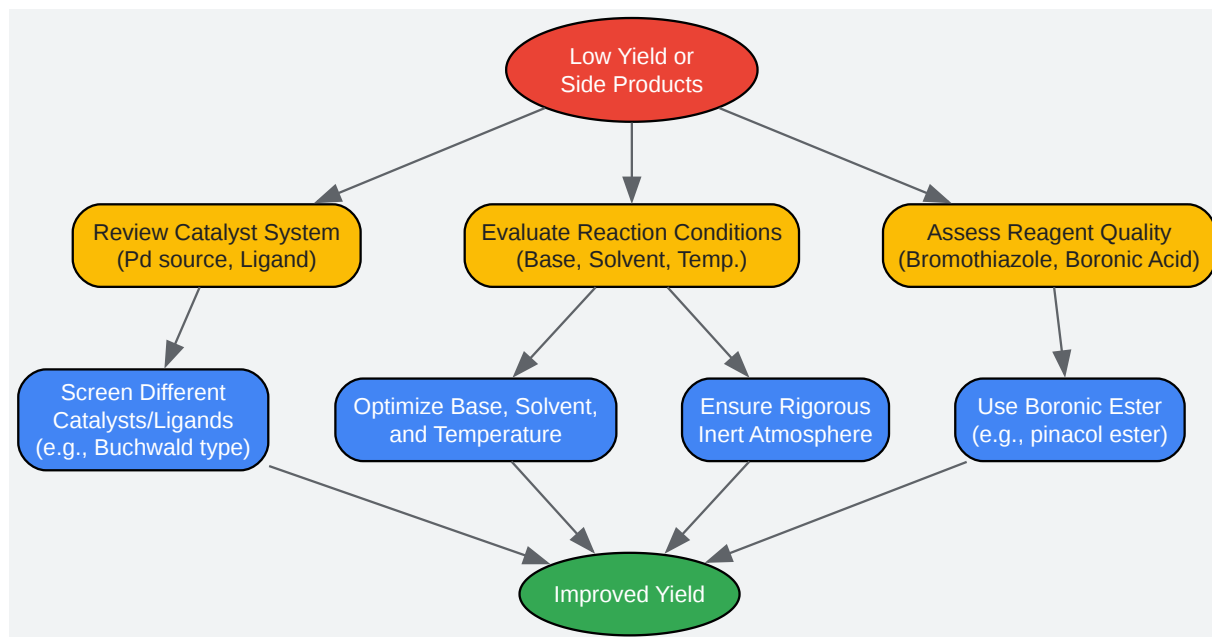 Low Yield or
Side Products
Review Catalyst System
(Pd source, Ligand)
Evaluate Reaction Conditions
(Base, Solvent, Temp.)
Assess Reagent Quality
(Bromothiazole, Boronic Acid)
Screen Different
Catalysts/Ligands
(e.g., Buchwald type)
Optimize Base, Solvent,
and Temperature
Ensure Rigorous
Inert Atmosphere
Use Boronic Ester
(e.g., pinacol ester)
Improved Yield